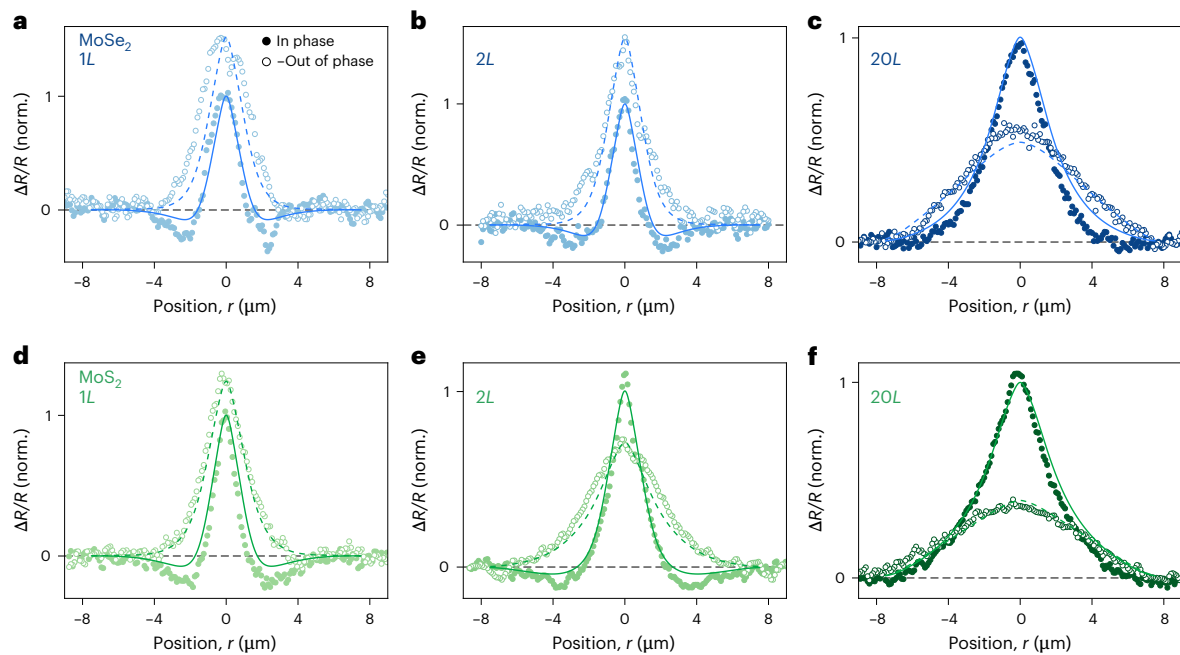 a
MoSe2
1L
In phase
–Out of phase
ΔR/R (norm.)
1
0
–8 –4 0 4 8
Position, r (μm)
b
2L
ΔR/R (norm.)
1
0
–8 –4 0 4 8
Position, r (μm)
c
20L
ΔR/R (norm.)
1
0
–8 –4 0 4 8
Position, r (μm)
d
MoS2
1L
ΔR/R (norm.)
1
0
–8 –4 0 4 8
Position, r (μm)
e
2L
ΔR/R (norm.)
1
0
–8 –4 0 4 8
Position, r (μm)
f
20L
ΔR/R (norm.)
1
0
–8 –4 0 4 8
Position, r (μm)